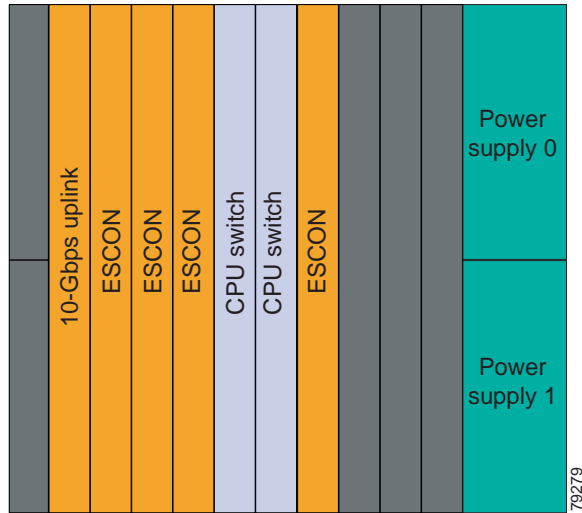 10-Gbps uplink
ESCON
ESCON
ESCON
CPU switch
CPU switch
ESCON
Power
supply 0
Power
supply 1
79279